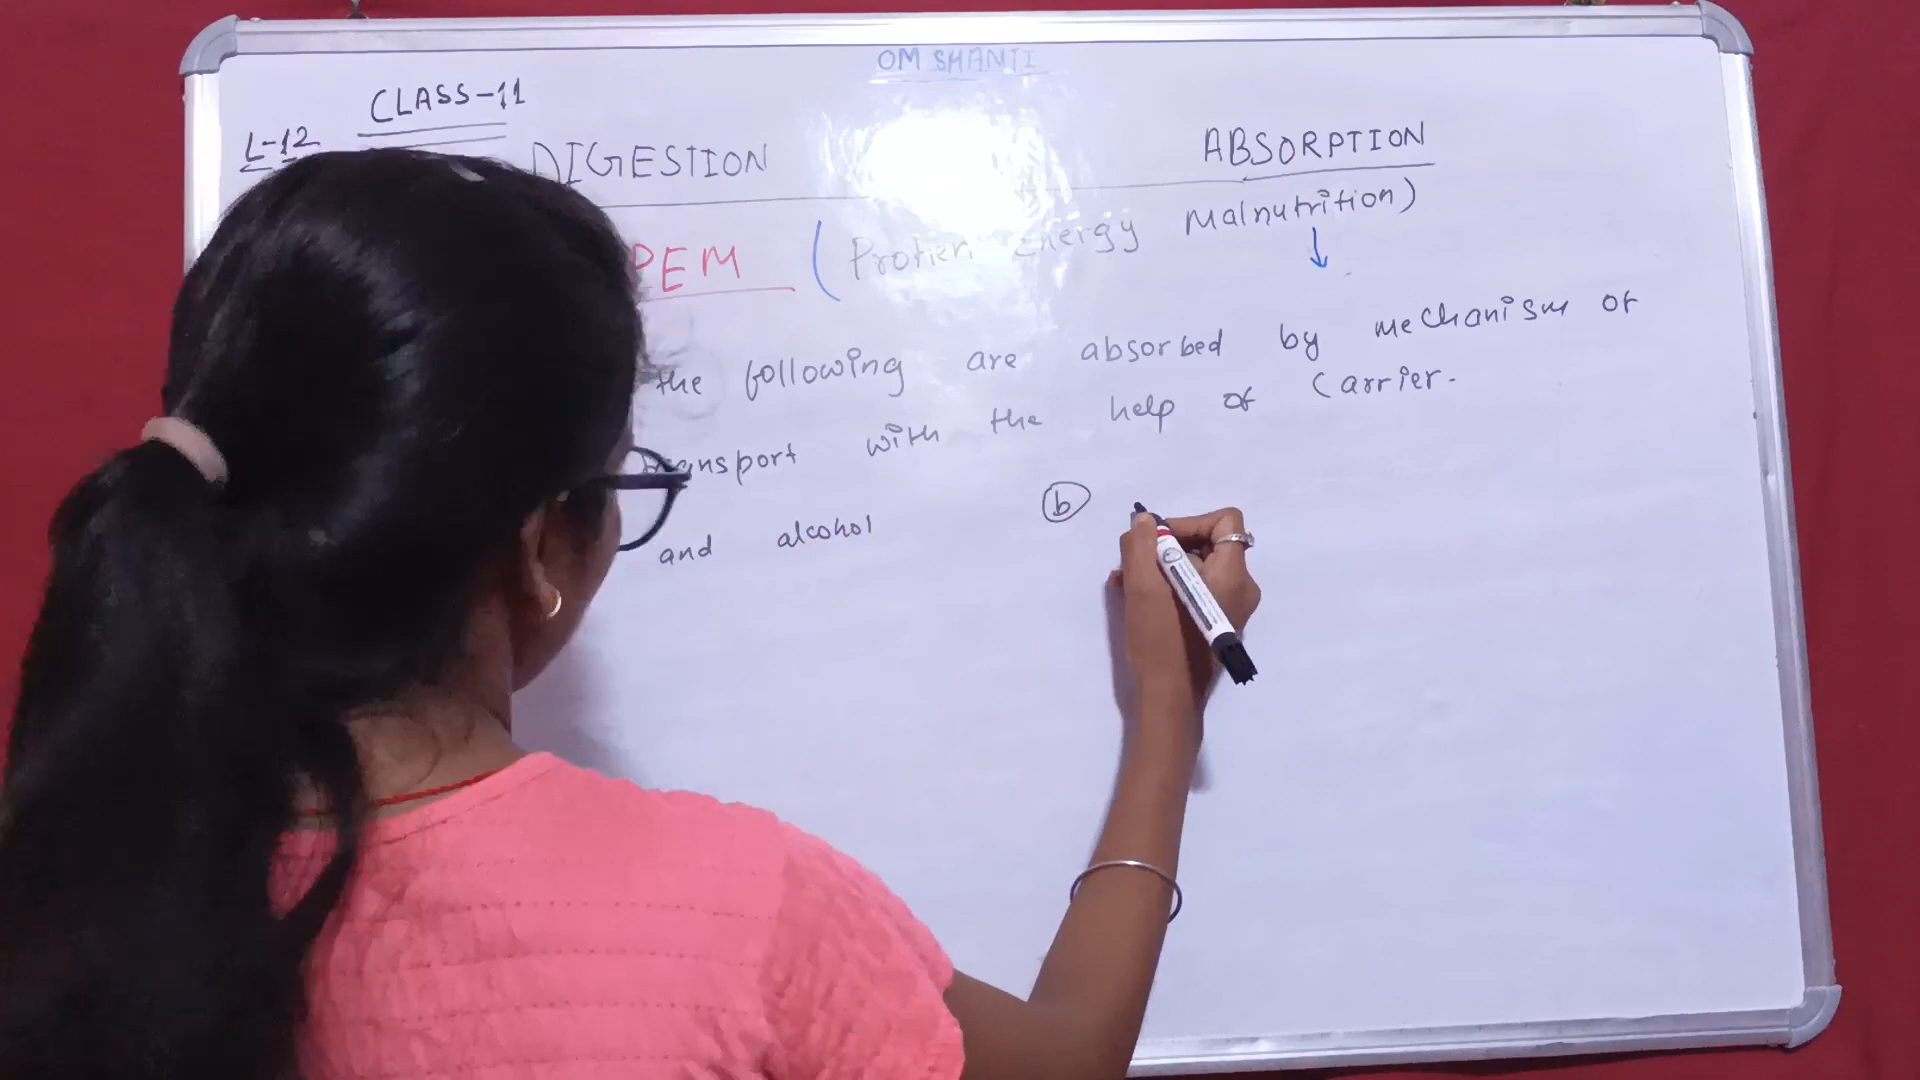 OM SHANTI
CLASS-11
L-12
DIGESTION ABSORPTION
PEM (Protien Energy Malnutrition)
the following are absorbed by mechanism of
transport with the help of Carrier.
and alcohol (b)